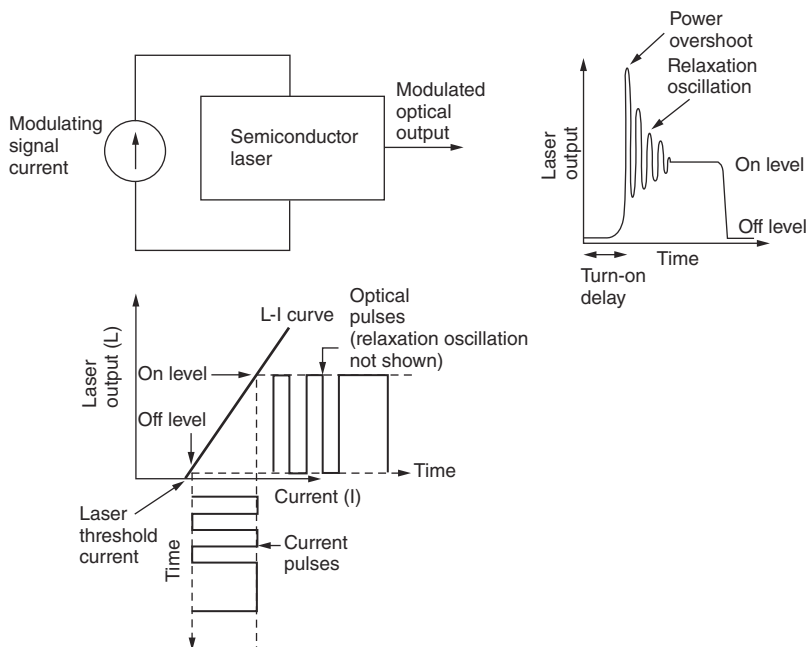 Modulating
signal
current
Semiconductor
laser
Modulated
optical
output
Power
overshoot
Relaxation
oscillation
Laser
output
On level
Off level
Time
Turn-on
delay
Laser
output (L)
L-I curve
Optical
pulses
(relaxation oscillation
not shown)
On level
Off level
Time
Current (I)
Laser
threshold
current
Time
Current
pulses